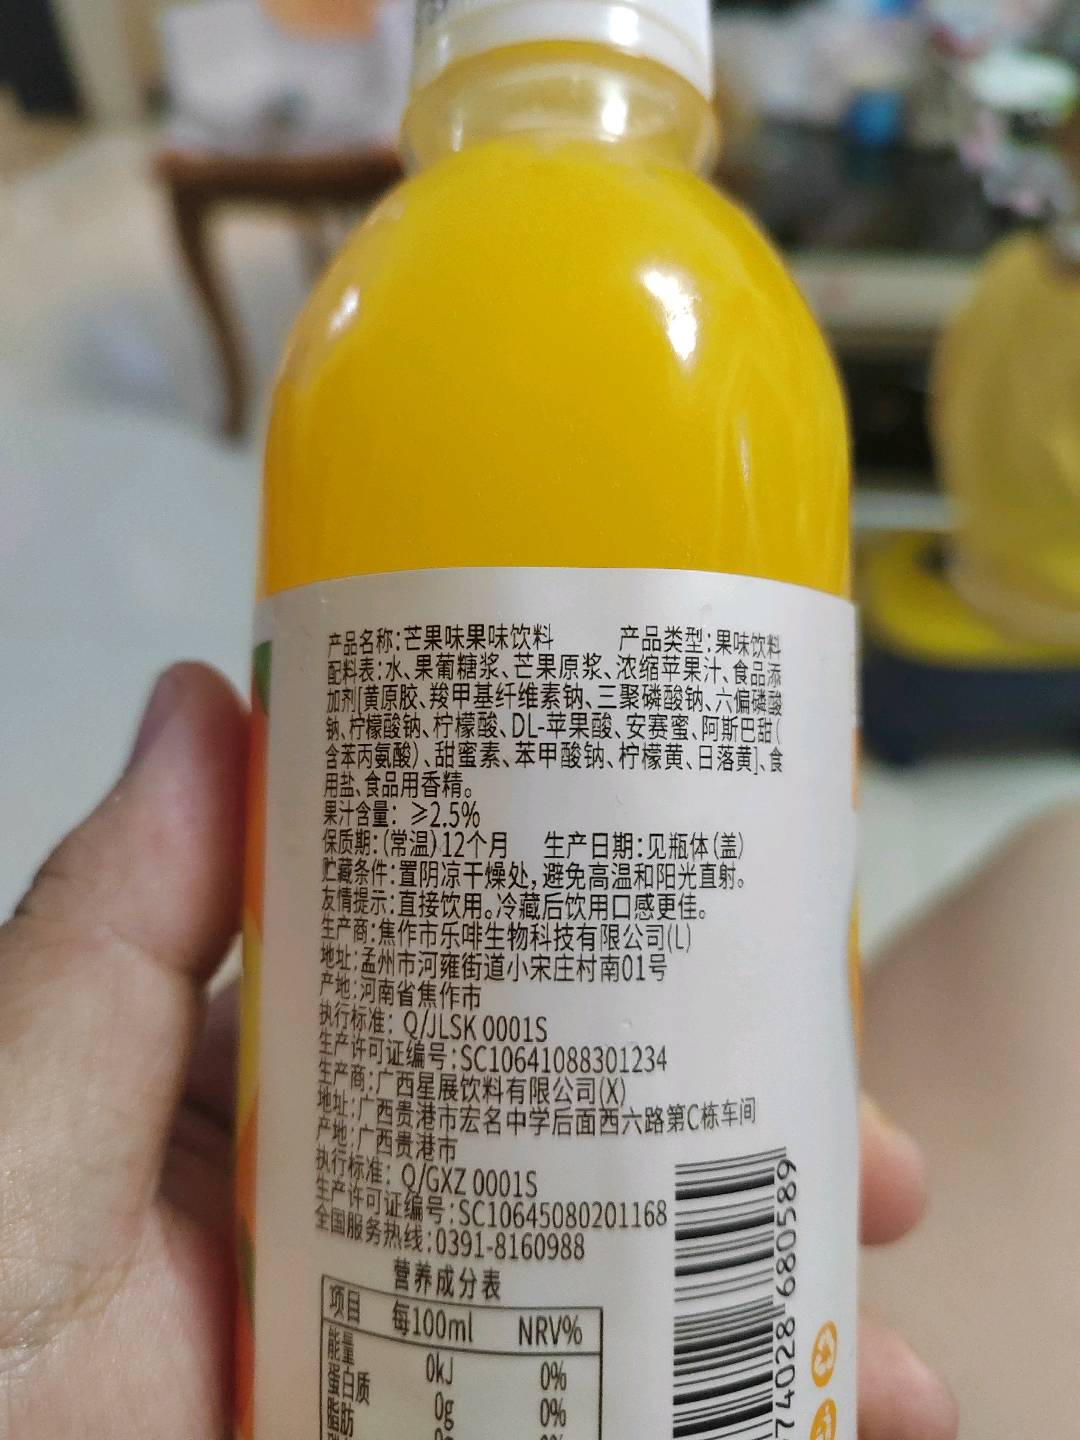 产品名称:芒果味果味饮料 产品类型:果味饮料
配料表:水、果葡糖浆、芒果原浆、浓缩苹果汁、食品添
加剂[黄原胶、羧甲基纤维素钠、三聚磷酸钠、六偏磷酸
钠、柠檬酸钠、柠檬酸、DL-苹果酸、安赛蜜、阿斯巴甜(
含苯丙氨酸)、甜蜜素、苯甲酸钠、柠檬黄、日落黄]、食
用盐、食品用香精。
果汁含量: ≥2.5%
保质期:(常温)12个月 生产日期:见瓶体(盖)
贮藏条件:置阴凉干燥处,避免高温和阳光直射。
友情提示:直接饮用。冷藏后饮用口感更佳。
生产商:焦作市乐啡生物科技有限公司(L)
地址:孟州市河雍街道小宋庄村南01号
产地:河南省焦作市
执行标准: Q/JLSK 0001S
生产许可证编号:SC10641088301234
生产商:广西星展饮料有限公司(X)
地址:广西贵港市宏名中学后面西六路第C栋车间
产地:广西贵港市
执行标准: Q/GXZ 0001S
生产许可证编号:SC10645080201168
全国服务热线:0391-8160988
营养成分表
项目 每100ml NRV%
能量 0kJ 0%
蛋白质 0g 0%
脂肪
74028 680589